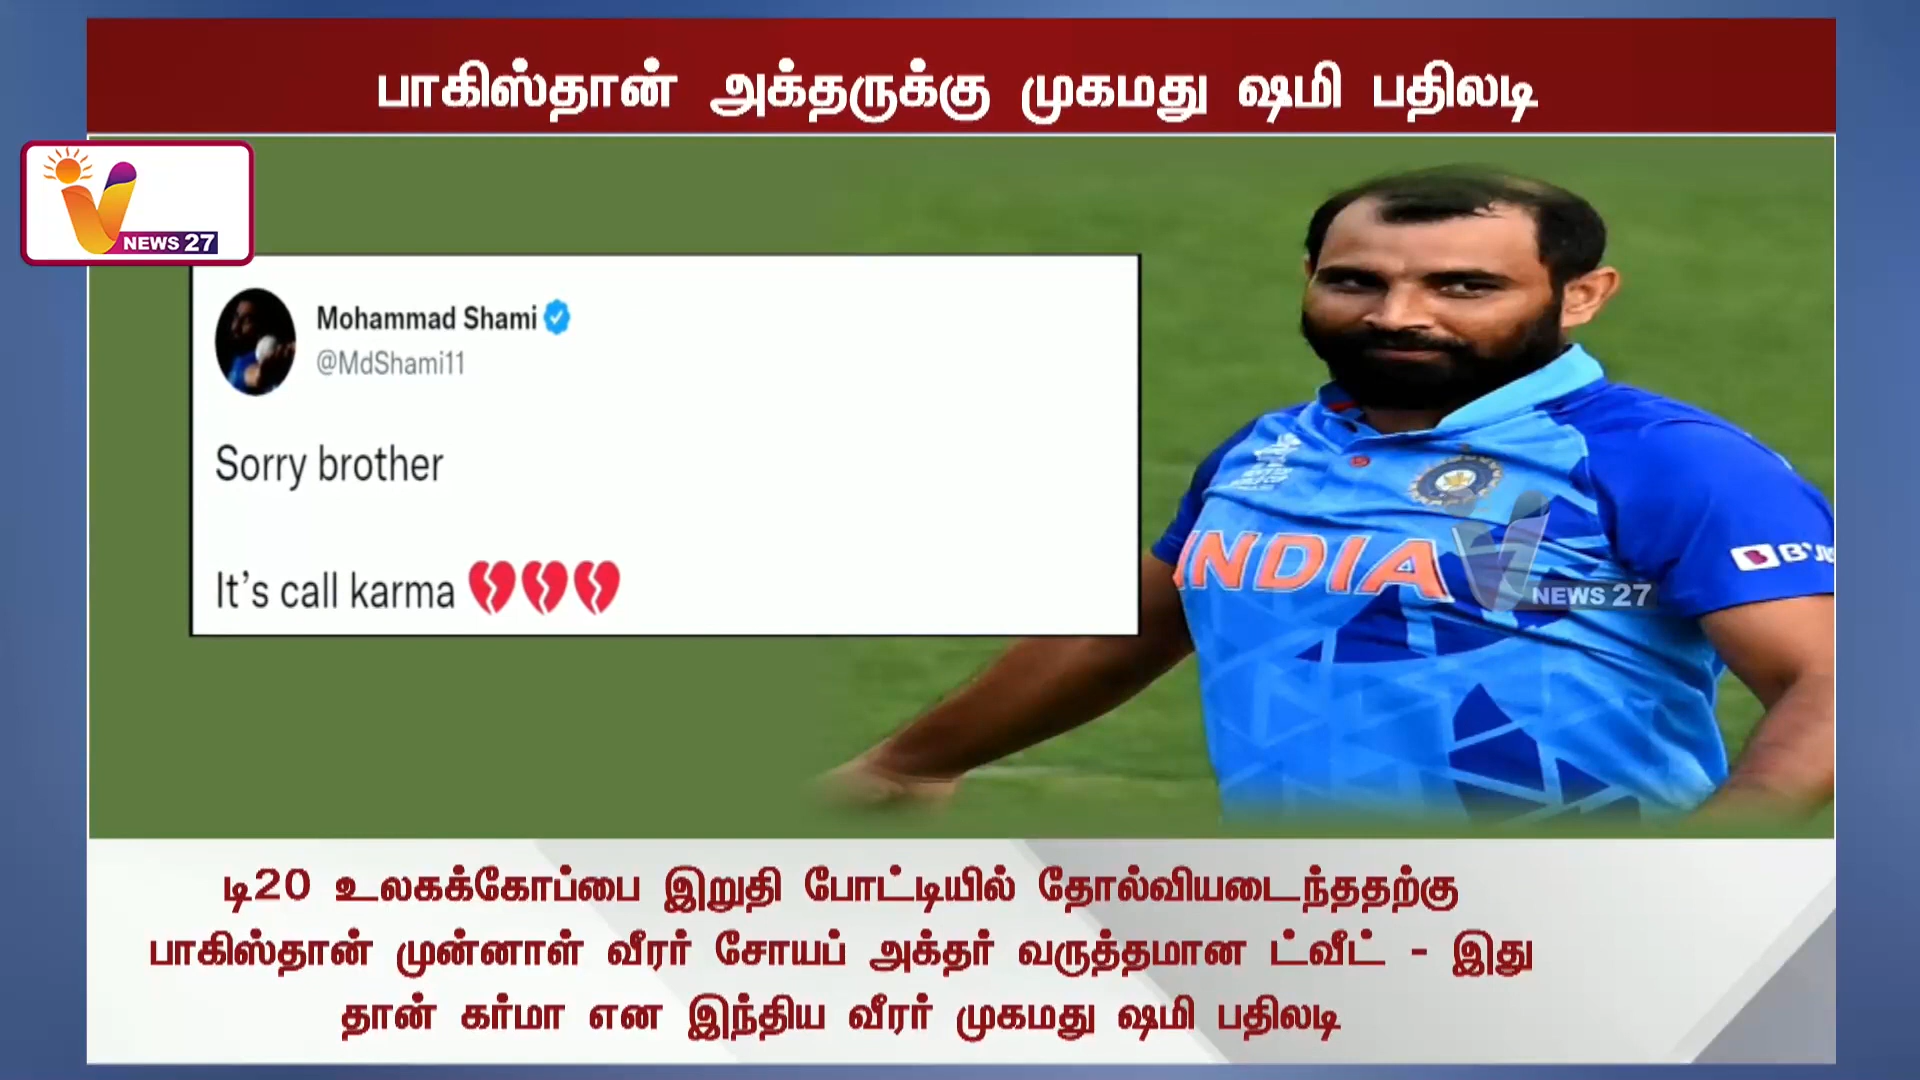 பாகிஸ்தான் அக்தருக்கு முகமது ஷமி பதிலடி
NEWS 27
Mohammad Shami
@MdShami11
Sorry brother
It's call karma 💔💔💔
INDIA
NEWS 27
டி20 உலகக்கோப்பை இறுதி போட்டியில் தோல்வியடைந்ததற்கு
பாகிஸ்தான் முன்னாள் வீரர் சோயப் அக்தர் வருத்தமான ட்வீட் - இது
தான் கர்மா என இந்திய வீரர் முகமது ஷமி பதிலடி